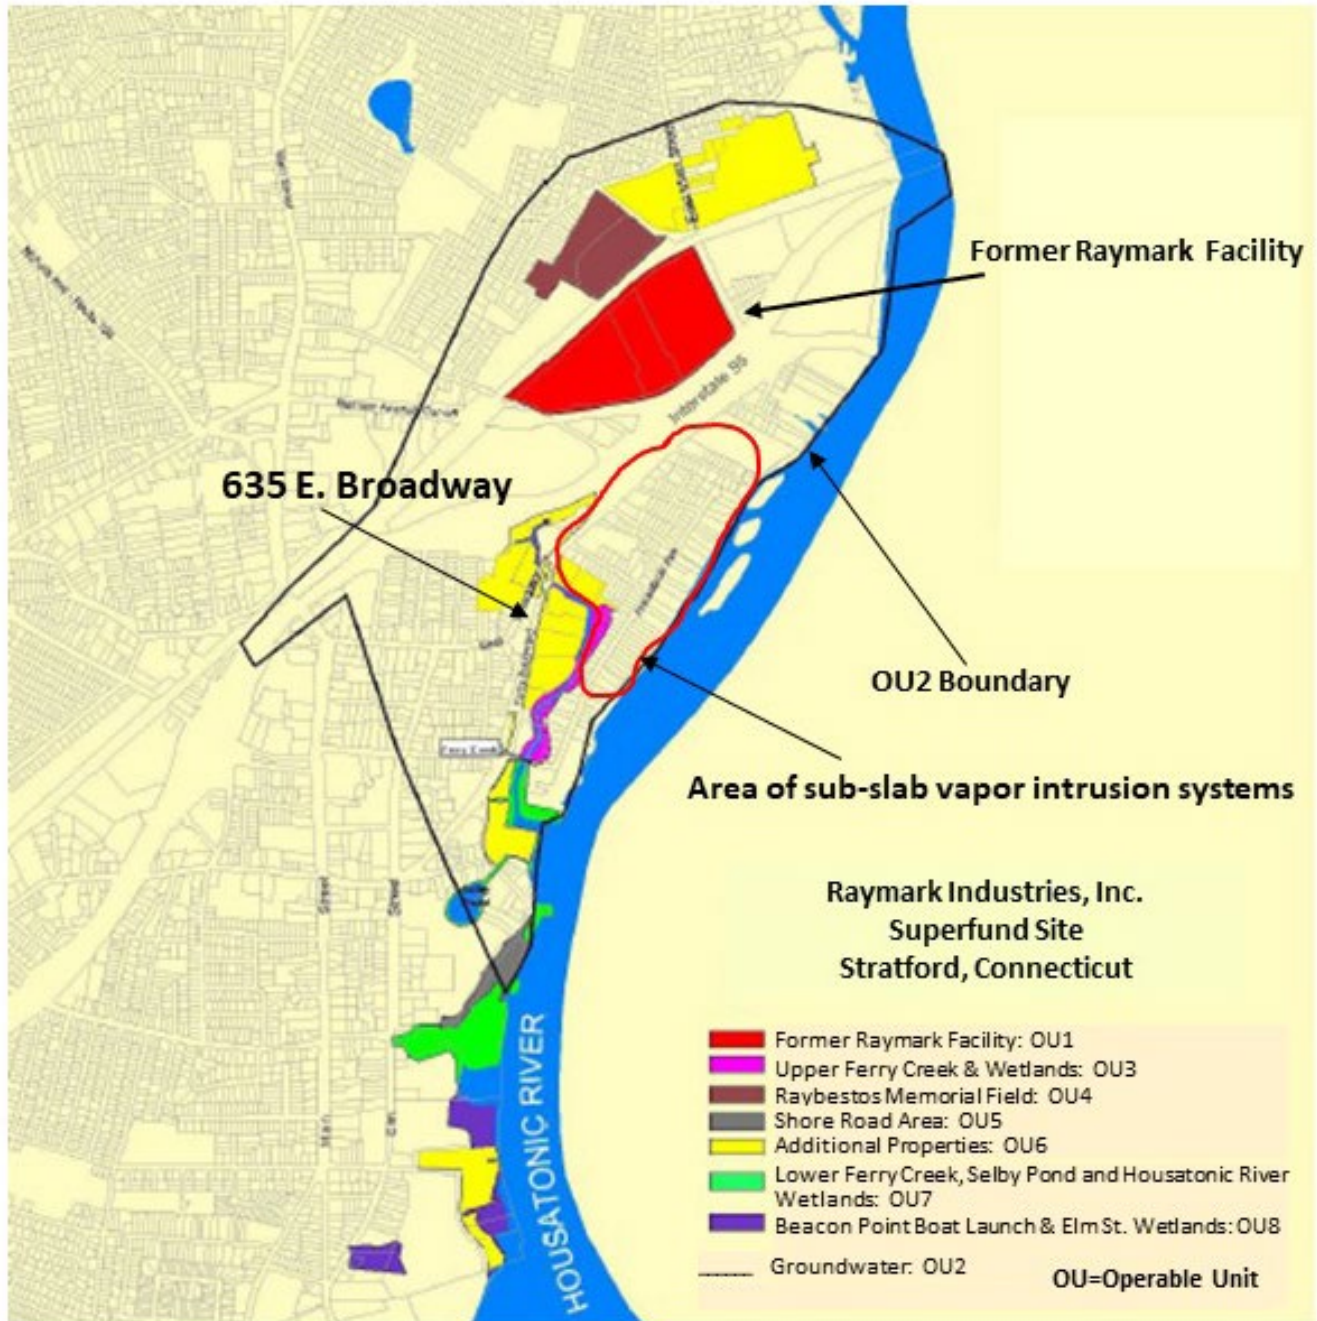 Former Raymark Facility
Interstate 95
635 E. Broadway
OU2 Boundary
Area of sub-slab vapor intrusion systems
Raymark Industries, Inc.
Superfund Site
Stratford, Connecticut
Street
Street
HOUSATONIC RIVER
Former Raymark Facility: OU1
Upper Ferry Creek & Wetlands: OU3
Raybestos Memorial Field: OU4
Shore Road Area: OU5
Additional Properties: OU6
Lower Ferry Creek, Selby Pond and Housatonic River
Wetlands: OU7
Beacon Point Boat Launch & Elm St. Wetlands: OU8
Groundwater: OU2
OU=Operable Unit